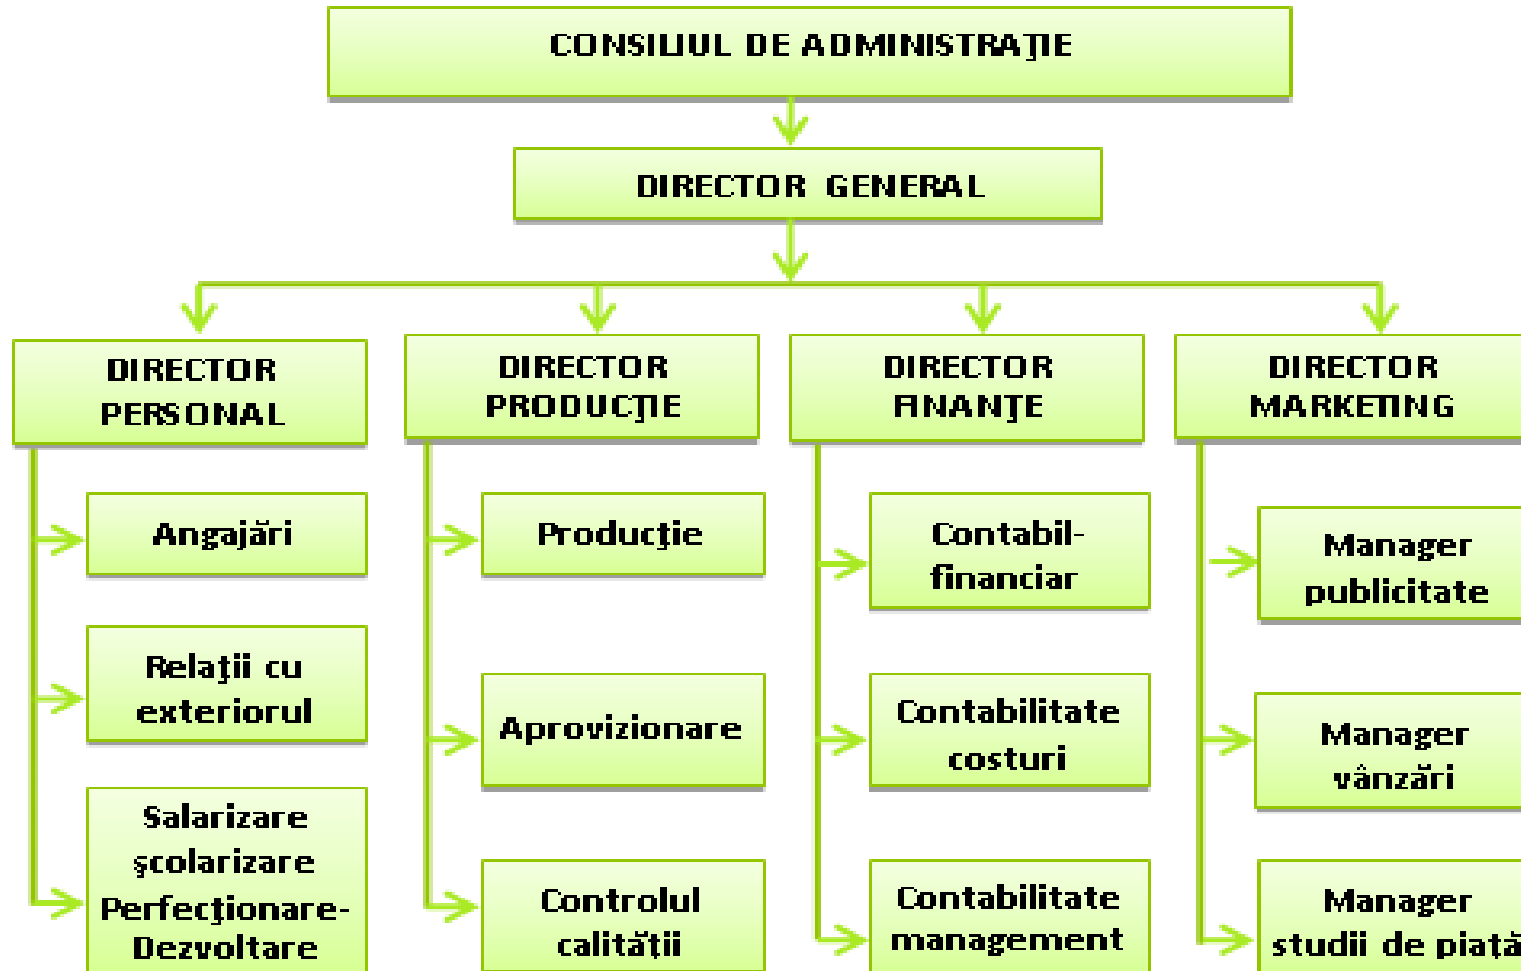 CONSILIUL DE ADMINISTRAŢIE
DIRECTOR GENERAL
DIRECTOR
PERSONAL
Angajări
Relaţii cu
exteriorul
Salarizare
şcolarizare
Perfecţionare-
Dezvoltare
DIRECTOR
PRODUCŢIE
Producţie
Aprovizionare
Controlul
calităţii
DIRECTOR
FINANŢE
Contabil-
financiar
Contabilitate
costuri
Contabilitate
management
DIRECTOR
MARKETING
Manager
publicitate
Manager
vânzări
Manager
studii de piaţă